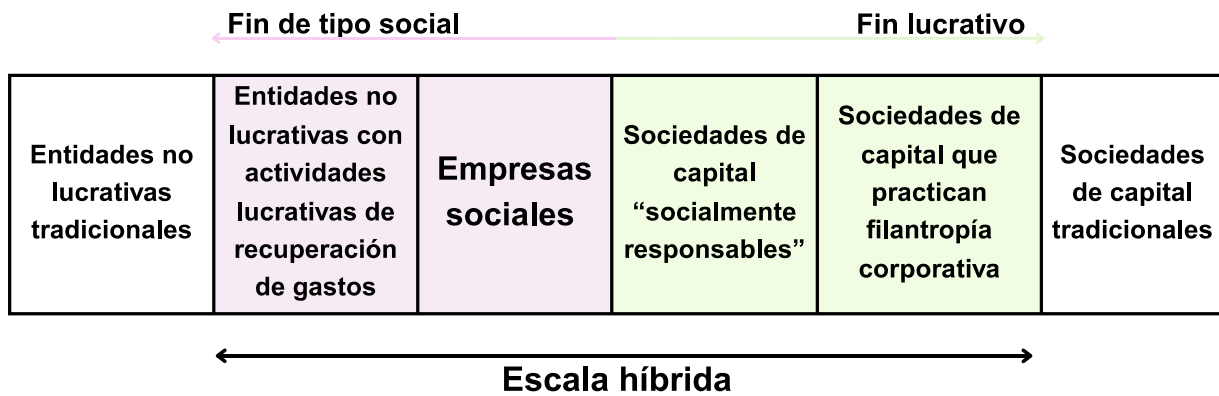 Fin de tipo social
Fin lucrativo
Entidades no
lucrativas
tradicionales
Entidades no
lucrativas con
actividades
lucrativas de
recuperación
de gastos
Empresas
sociales
Sociedades de
capital
“socialmente
responsables”
Sociedades de
capital que
practican
filantropía
corporativa
Sociedades
de capital
tradicionales
Escala híbrida